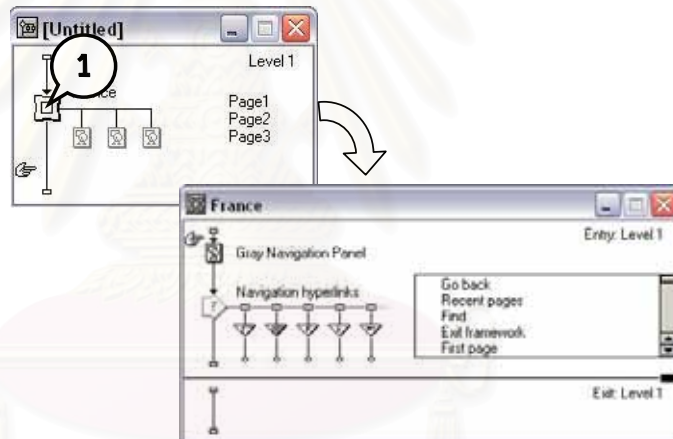 [Untitled]
Level 1
1
Page1
Page2
Page3
France
Entry: Level 1
Gray Navigation Panel
Navigation hyperlinks
Go back
Recent pages
Find
Exit framework
First page
?
Exit: Level 1